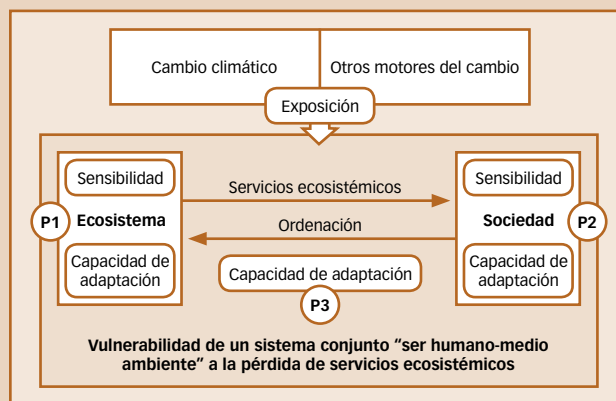 Cambio climático
Otros motores del cambio
Exposición
Sensibilidad
Servicios ecosistémicos
Sensibilidad
P1
Ecosistema
Ordenación
Sociedad
P2
Capacidad de
adaptación
Capacidad de adaptación
P3
Capacidad de
adaptación
Vulnerabilidad de un sistema conjunto “ser humano-medio
ambiente” a la pérdida de servicios ecosistémicos